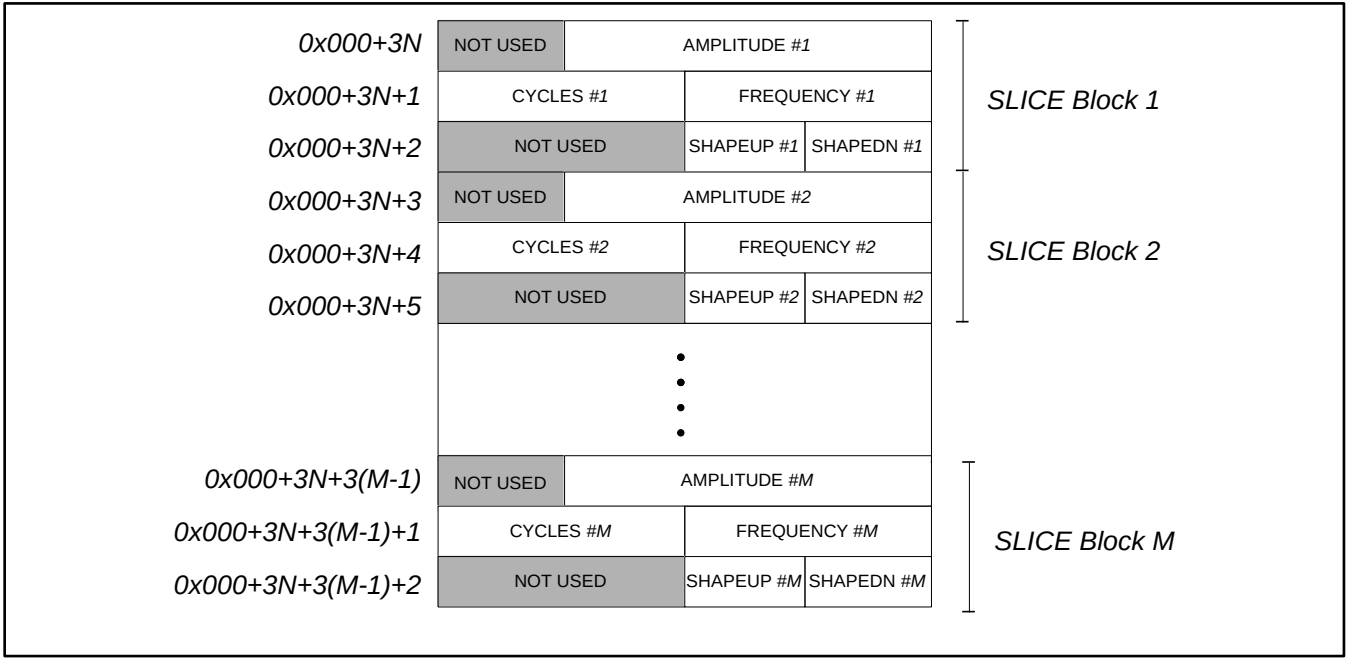 0x000+3N NOT USED AMPLITUDE #1
0x000+3N+1 CYCLES #1 FREQUENCY #1 SLICE Block 1
0x000+3N+2 NOT USED SHAPEUP #1 SHAPEDN #1
0x000+3N+3 NOT USED AMPLITUDE #2
0x000+3N+4 CYCLES #2 FREQUENCY #2 SLICE Block 2
0x000+3N+5 NOT USED SHAPEUP #2 SHAPEDN #2
0x000+3N+3(M-1) NOT USED AMPLITUDE #M
0x000+3N+3(M-1)+1 CYCLES #M FREQUENCY #M SLICE Block M
0x000+3N+3(M-1)+2 NOT USED SHAPEUP #M SHAPEDN #M